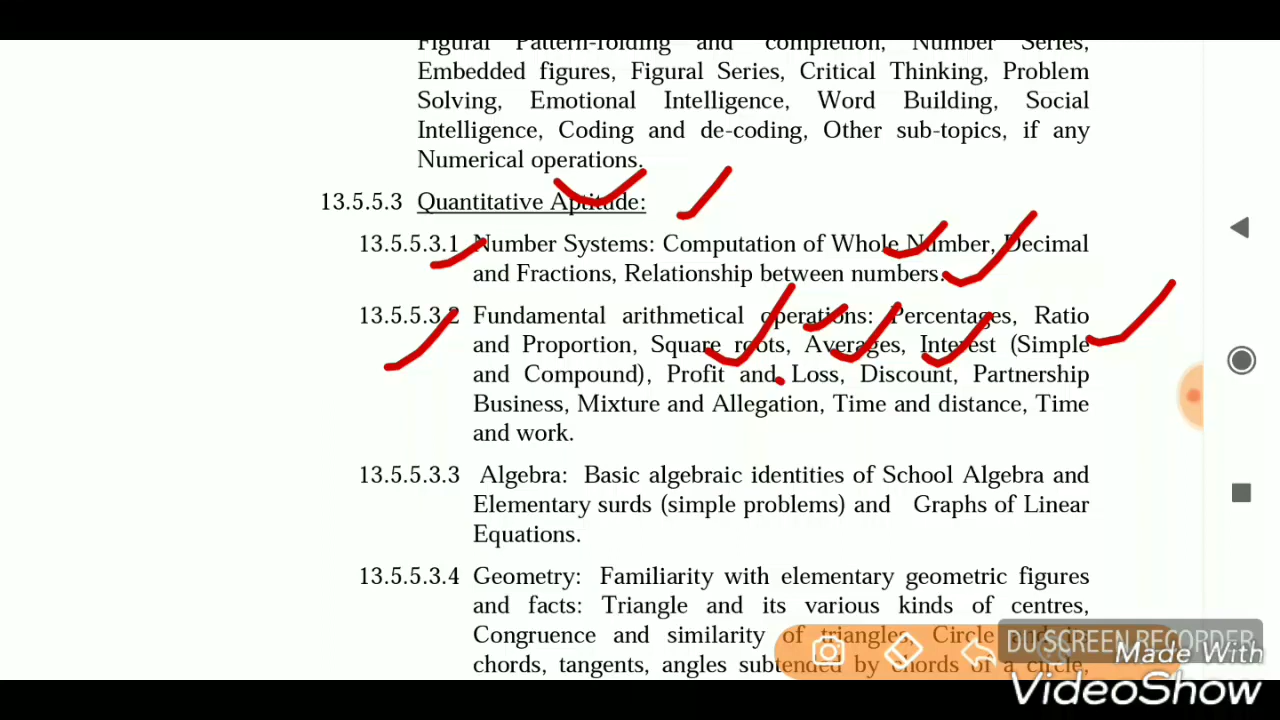 Figural Pattern-folding and completion, Number Series,
Embedded figures, Figural Series, Critical Thinking, Problem
Solving, Emotional Intelligence, Word Building, Social
Intelligence, Coding and de-coding, Other sub-topics, if any
Numerical operations.
13.5.5.3 Quantitative Aptitude:
13.5.5.3.1 Number Systems: Computation of Whole Number, Decimal
and Fractions, Relationship between numbers.
13.5.5.3.2 Fundamental arithmetical operations: Percentages, Ratio
and Proportion, Square roots, Averages, Interest (Simple
and Compound), Profit and Loss, Discount, Partnership
Business, Mixture and Allegation, Time and distance, Time
and work.
13.5.5.3.3 Algebra: Basic algebraic identities of School Algebra and
Elementary surds (simple problems) and Graphs of Linear
Equations.
13.5.5.3.4 Geometry: Familiarity with elementary geometric figures
and facts: Triangle and its various kinds of centres,
Congruence and similarity of triangles, Circle
chords, tangents, angles subtended by chords of a circle,
DU SCREEN RECORDER
Made With
VideoShow